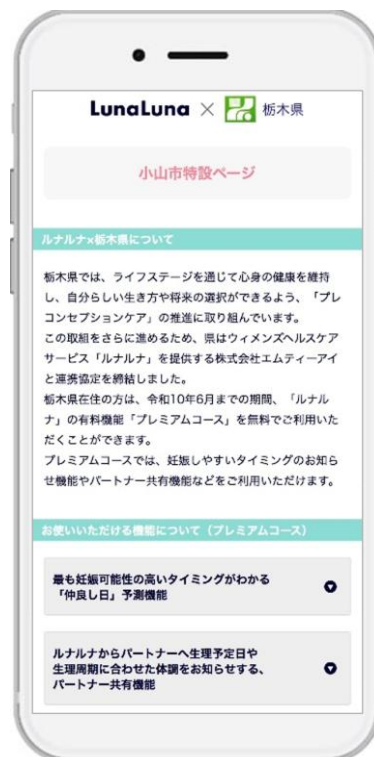 LunaLuna × 栃木県
小山市特設ページ
ルナルナ×栃木県について
栃木県では、ライフステージを通じて心身の健康を維持
し、自分らしい生き方や将来の選択ができるよう、「プレ
コンセプションケア」の推進に取り組んでいます。
この取組をさらに進めるため、県はウィメンズヘルスケア
サービス「ルナルナ」を提供する株式会社エムティーアイ
と連携協定を締結しました。
栃木県在住の方は、令和10年6月までの期間、「ルナル
ナ」の有料機能「プレミアムコース」を無料でご利用いた
だくことができます。
プレミアムコースでは、妊娠しやすいタイミングのお知ら
せ機能やパートナー共有機能などをご利用いただけます。
お使いいただける機能について（プレミアムコース）
最も妊娠可能性の高いタイミングがわかる
「仲良し日」予測機能
ルナルナからパートナーへ生理予定日や
生理周期に合わせた体調をお知らせする、
パートナー共有機能